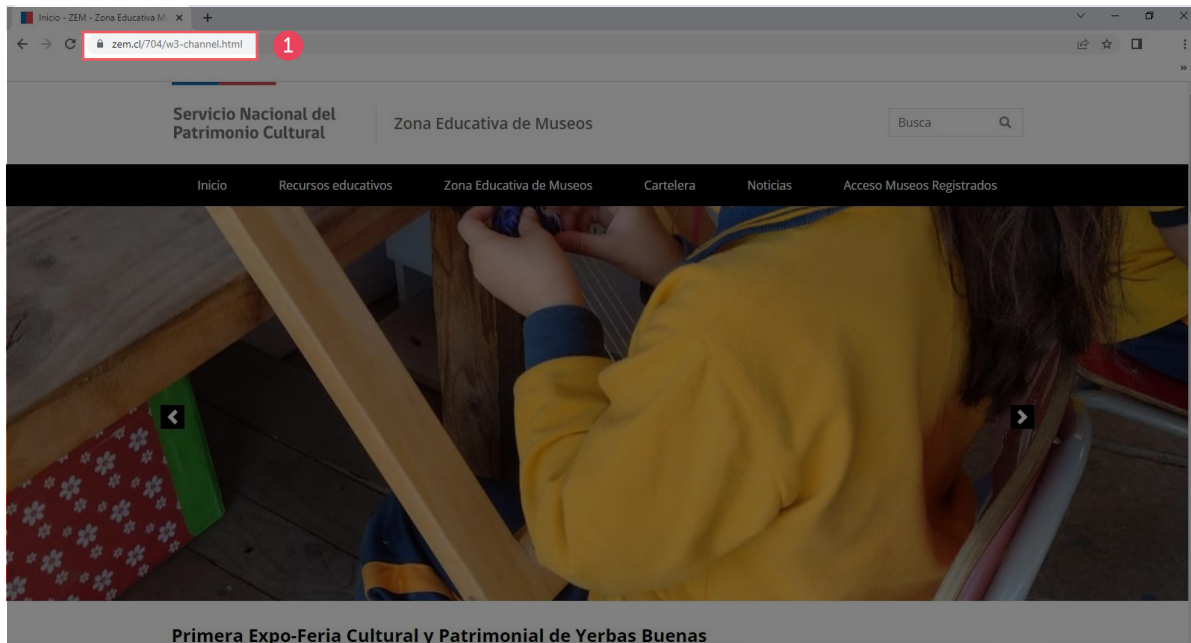 Inicio - ZEM - Zona Educativa M
zem.cl/704/w3-channel.html
1
Servicio Nacional del
Patrimonio Cultural
Zona Educativa de Museos
Busca
Inicio Recursos educativos Zona Educativa de Museos Cartelera Noticias Acceso Museos Registrados
Primera Expo-Feria Cultural y Patrimonial de Yerbas Buenas